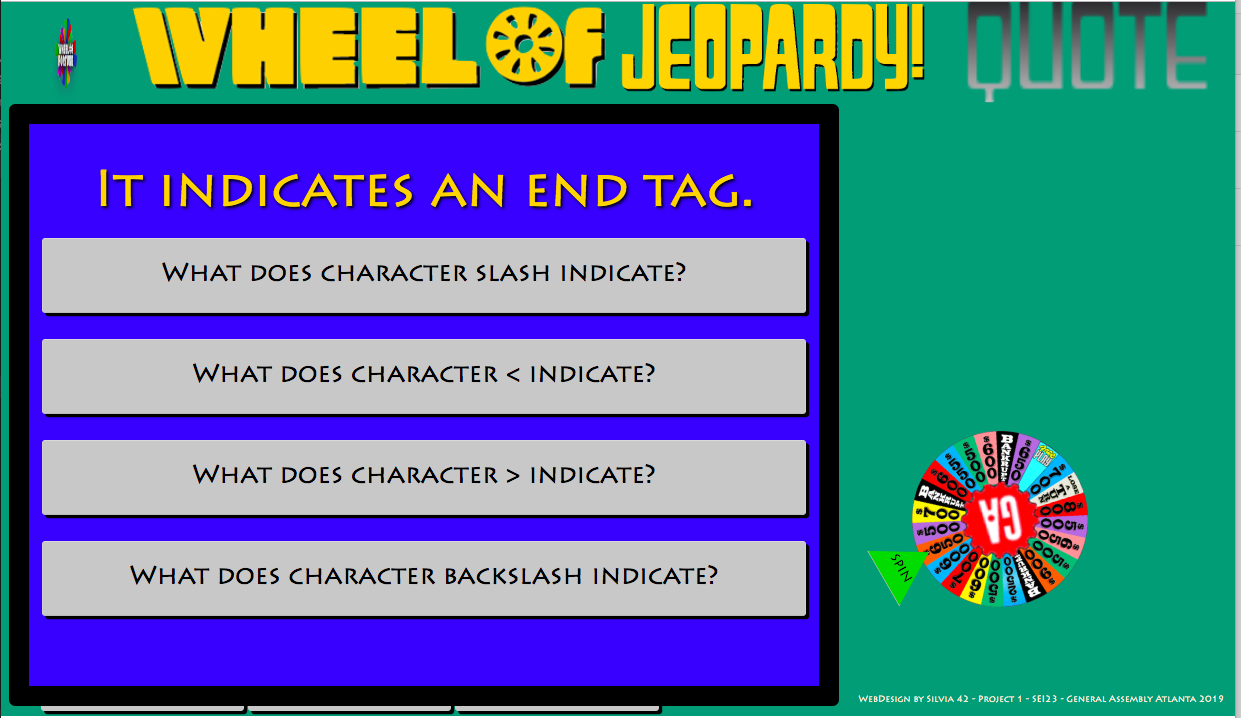 WHEEL OF JEOPARDY!
QUOTE
It indicates an end tag.
What does character slash indicate?
What does character < indicate?
What does character > indicate?
What does character backslash indicate?
BANKRUPT
GA
SPIN
WebDesign by Silvia 42 - Project 1 - SEI23 - General Assembly Atlanta 2019